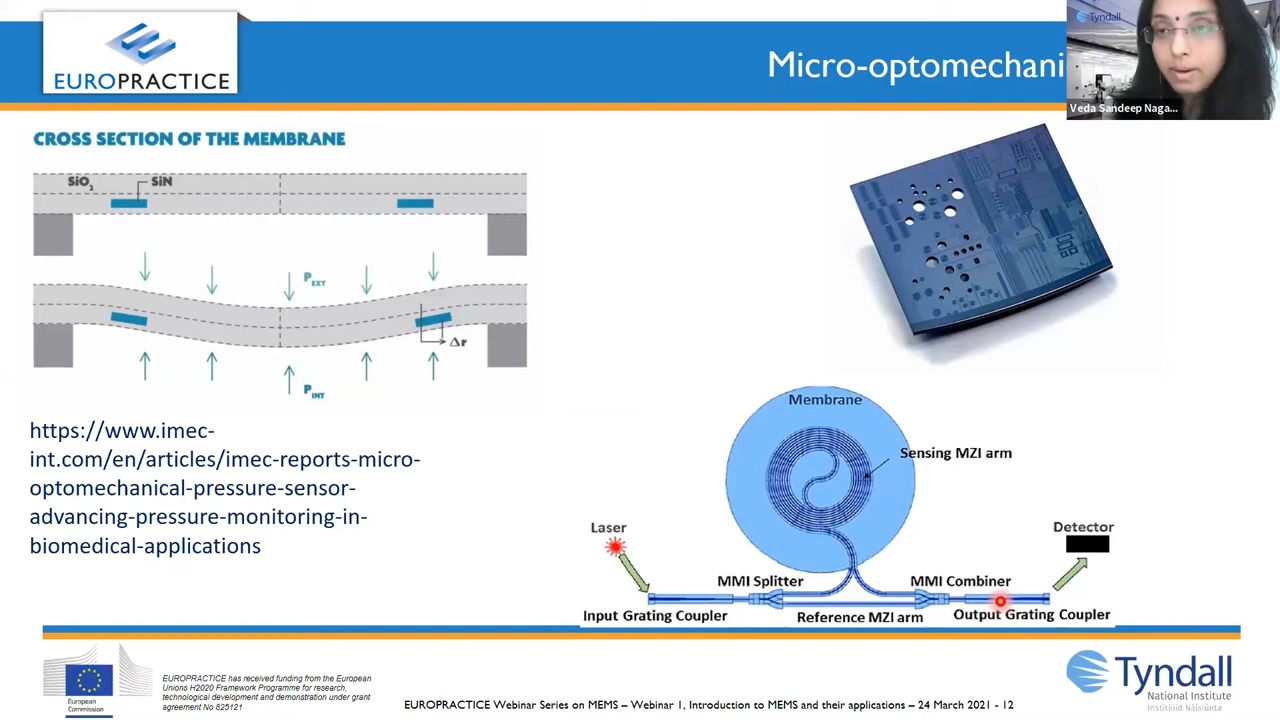 EUROPRACTICE
Micro-optomechani
Tyndall
Veda Sandeep Naga...
CROSS SECTION OF THE MEMBRANE
SiO2
SiN
PEXT
Δr
PINT
https://www.imec-
int.com/en/articles/imec-reports-micro-
optomechanical-pressure-sensor-
advancing-pressure-monitoring-in-
biomedical-applications
Membrane
Sensing MZI arm
Laser
Detector
MMI Splitter
MMI Combiner
Input Grating Coupler
Reference MZI arm
Output Grating Coupler
European
Commission
EUROPRACTICE has received funding from the European
Unions H2020 Framework Programme for research,
technological development and demonstration under grant
agreement No 825121
EUROPRACTICE Webinar Series on MEMS – Webinar 1, Introduction to MEMS and their applications – 24 March 2021 - 12
Tyndall
National Institute
Institiúid Náisiúnta